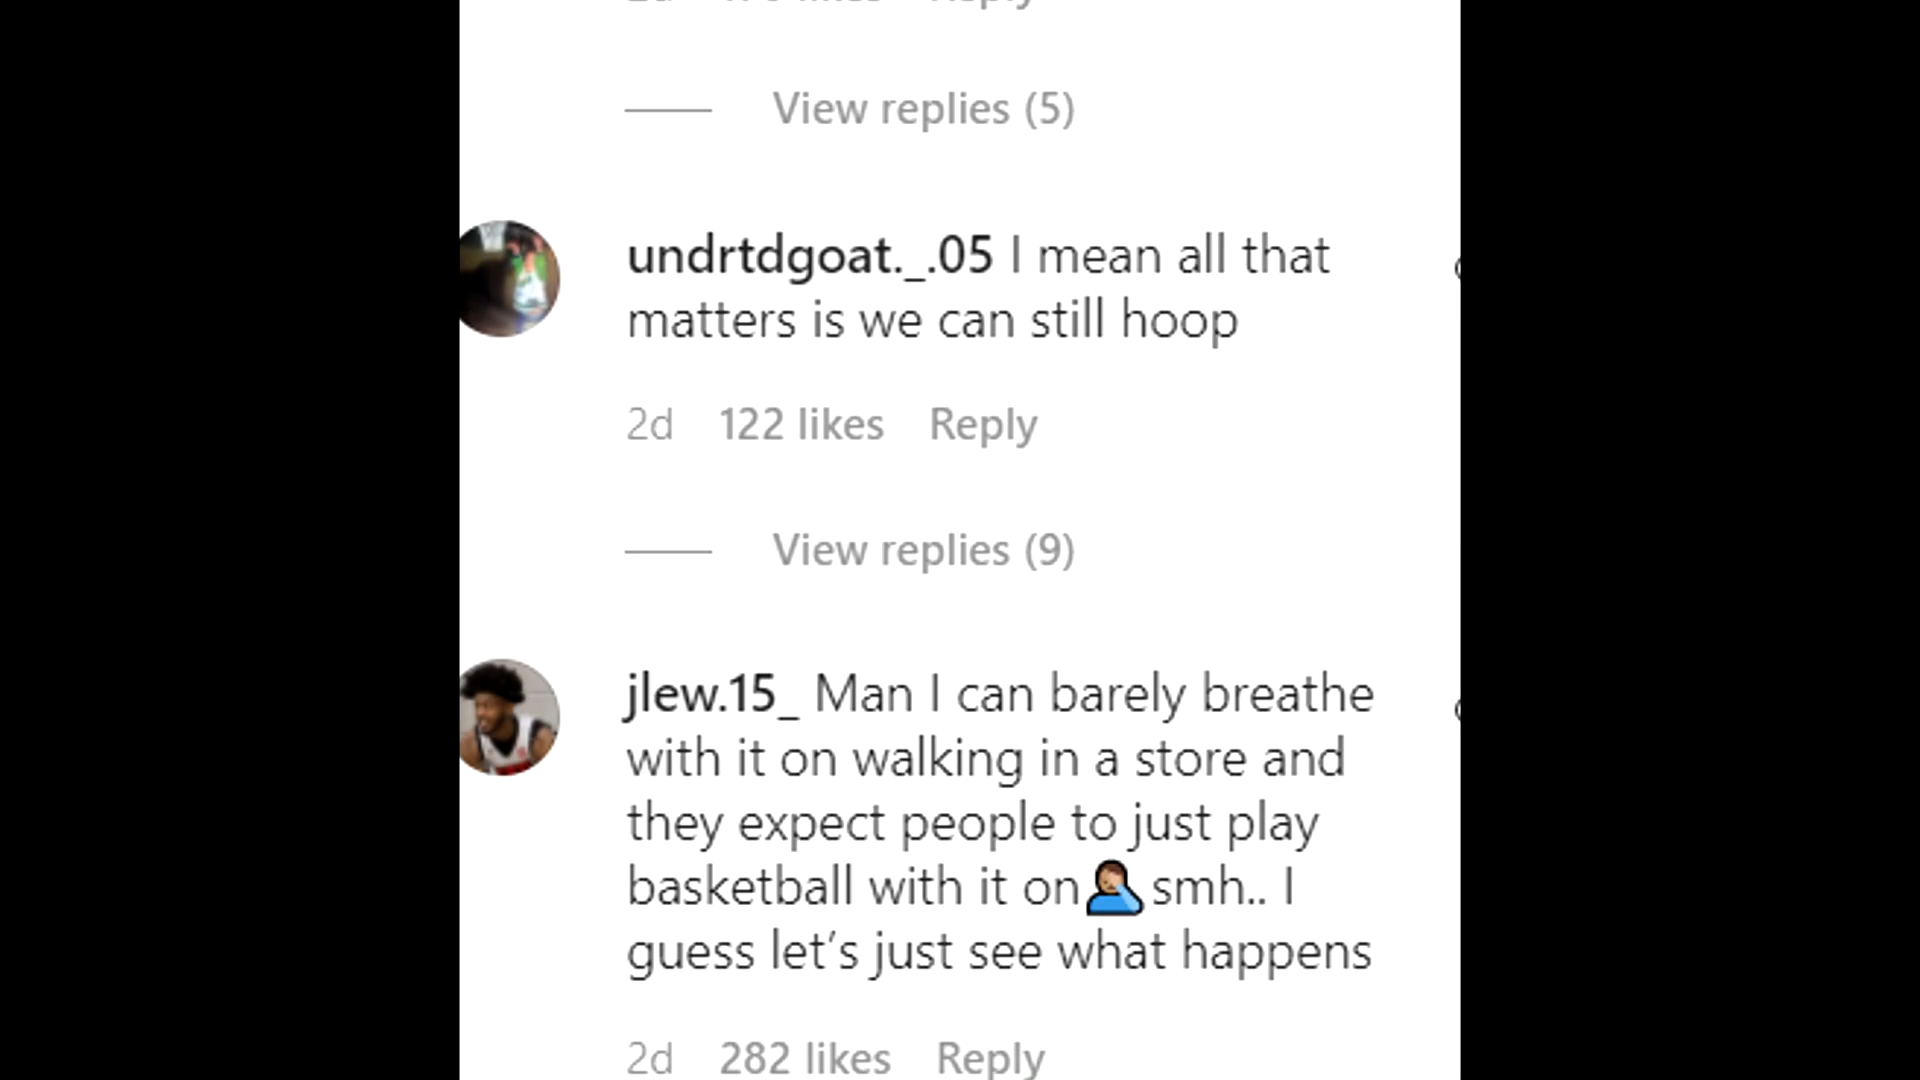 View replies (5)
undrtdgoat._.05 I mean all that
matters is we can still hoop
2d 122 likes Reply
View replies (9)
jlew.15_ Man I can barely breathe
with it on walking in a store and
they expect people to just play
basketball with it on🤦🏽‍♂️smh.. I
guess let’s just see what happens
2d 282 likes Reply